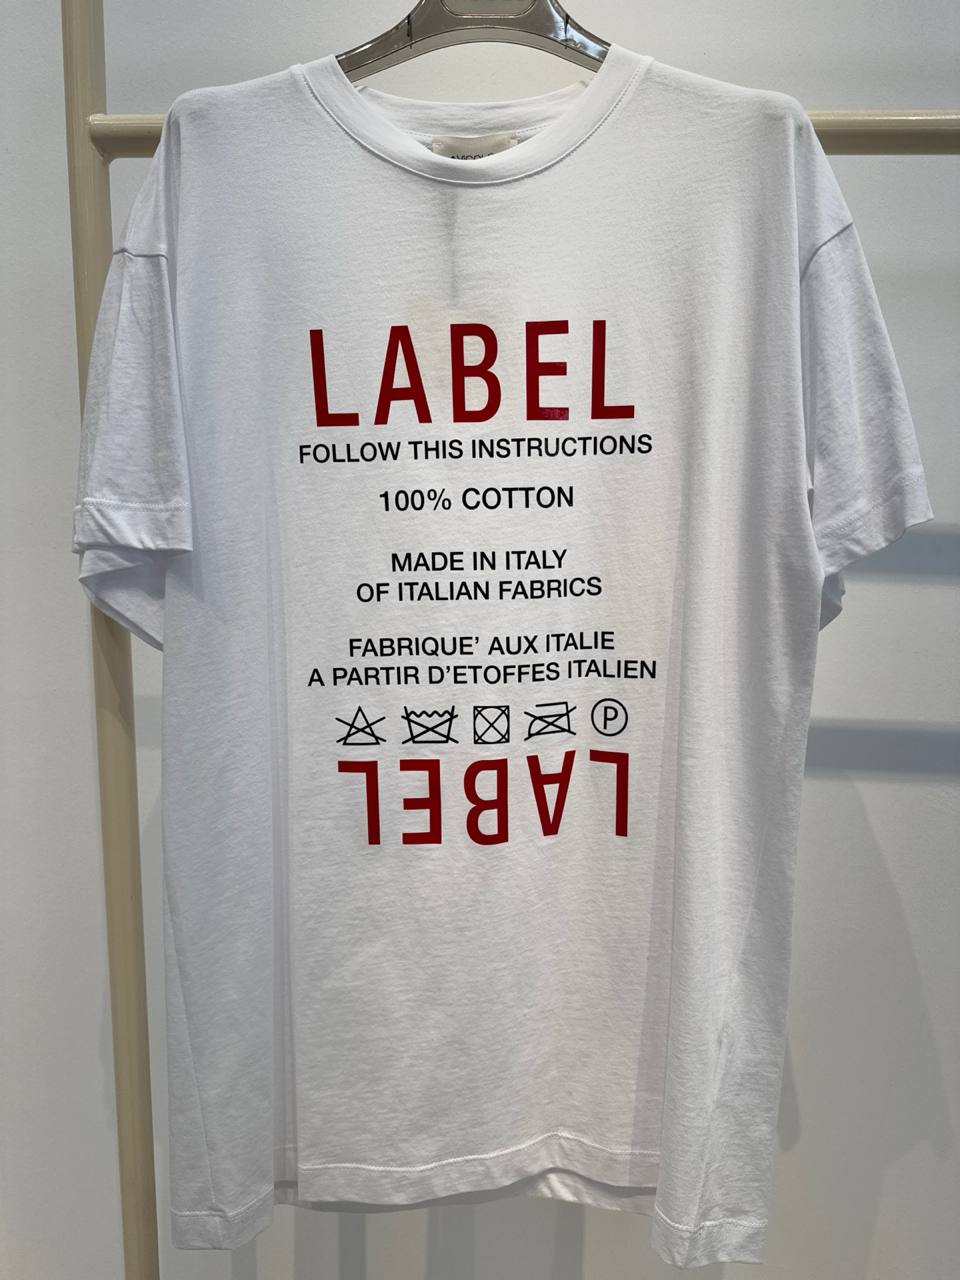 LABEL
FOLLOW THIS INSTRUCTIONS
100% COTTON
MADE IN ITALY
OF ITALIAN FABRICS
FABRIQUE’ AUX ITALIE
A PARTIR D’ETOFFES ITALIEN
P
LABEL